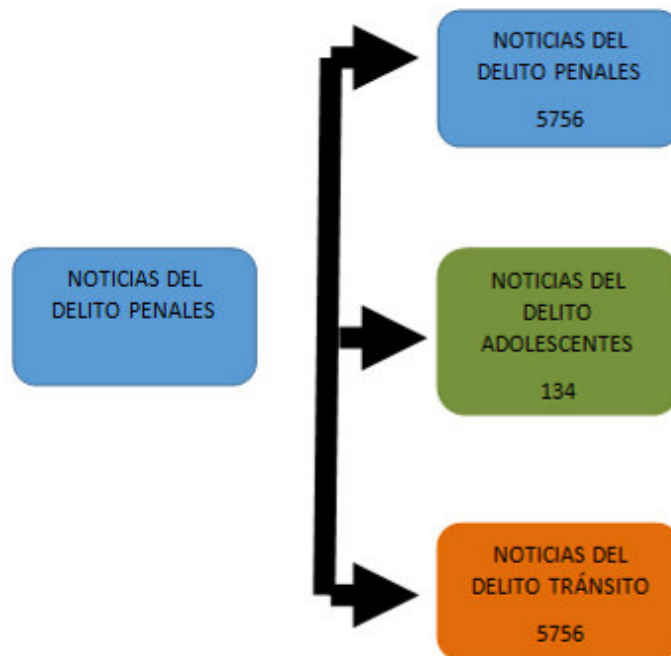 NOTICIAS DEL
DELITO PENALES
NOTICIAS DEL
DELITO PENALES
5756
NOTICIAS DEL
DELITO
ADOLESCENTES
134
NOTICIAS DEL
DELITO TRÁNSITO
5756